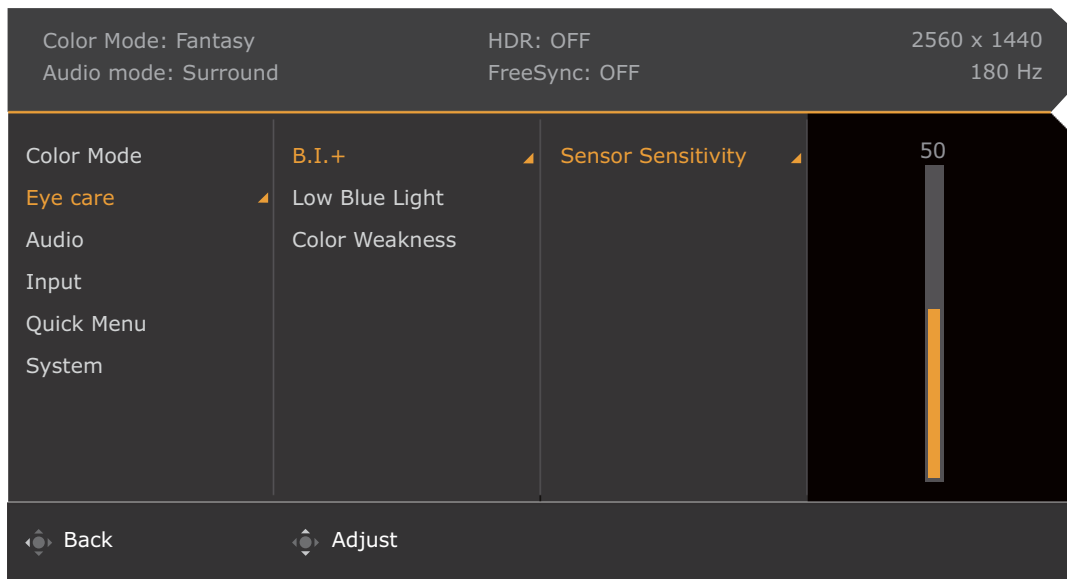 Color Mode: Fantasy
HDR: OFF
2560 x 1440
Audio mode: Surround
FreeSync: OFF
180 Hz
Color Mode
B.I.+
Sensor Sensitivity
50
Eye care
Low Blue Light
Audio
Color Weakness
Input
Quick Menu
System
Back
Adjust